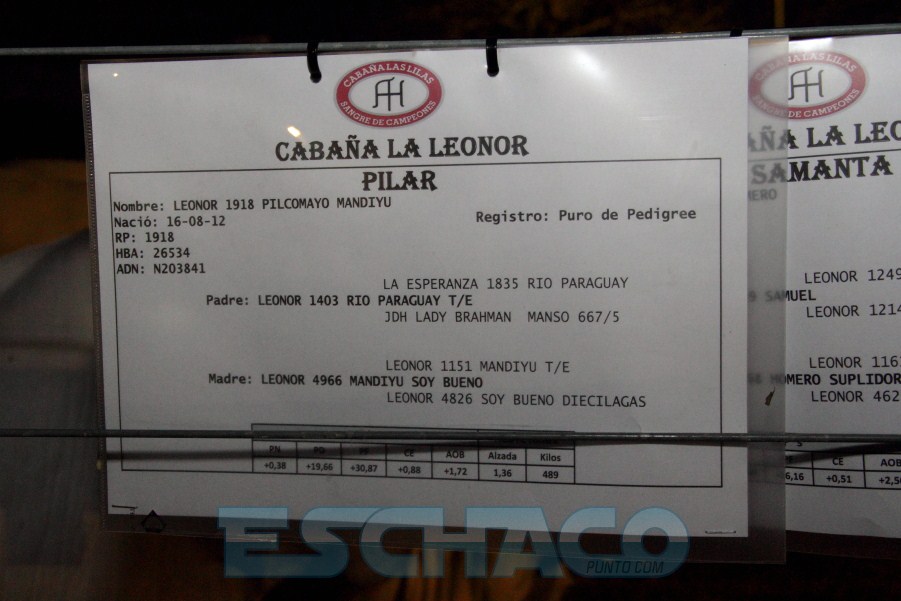 CABAÑA LAS LILAS
SANGRE DE CAMPEONES
CABAÑA LA LEONOR
PILAR
Nombre: LEONOR 1918 PILCOMAYO MANDIYU
Nació: 16-08-12
Registro: Puro de Pedigree
RP: 1918
HBA: 26534
ADN: N203841
LA ESPERANZA 1835 RIO PARAGUAY
Padre: LEONOR 1403 RIO PARAGUAY T/E
JDH LADY BRAHMAN MANSO 667/5
LEONOR 1151 MANDIYU T/E
Madre: LEONOR 4966 MANDIYU SOY BUENO
LEONOR 4826 SOY BUENO DIECILAGAS
PN PD PF CE AOB Alzada Kilos
+0,38 +19,66 +30,87 +0,88 +1,72 1,36 489
CABAÑA LAS LILAS
SANGRE DE CAMPEONES
AÑA LA LEO
SAMANTA
MERO
LEONOR 1249
SAMUEL
LEONOR 1214
LEONOR 116
HOMERO SUPLIDOR
LEONOR 462
CE AOB
6,16 +0,51 +2,5
ESCHACO
PUNTO COM